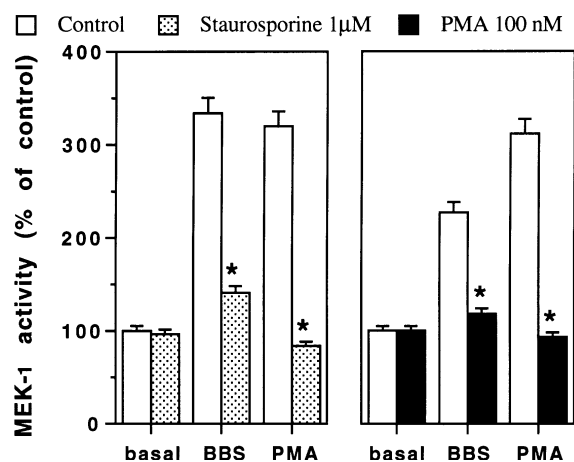 Control Staurosporine 1µM PMA 100 nM
MEK-1 activity (% of control)
400
300
200
100
0
* * * *
basal BBS PMA basal BBS PMA